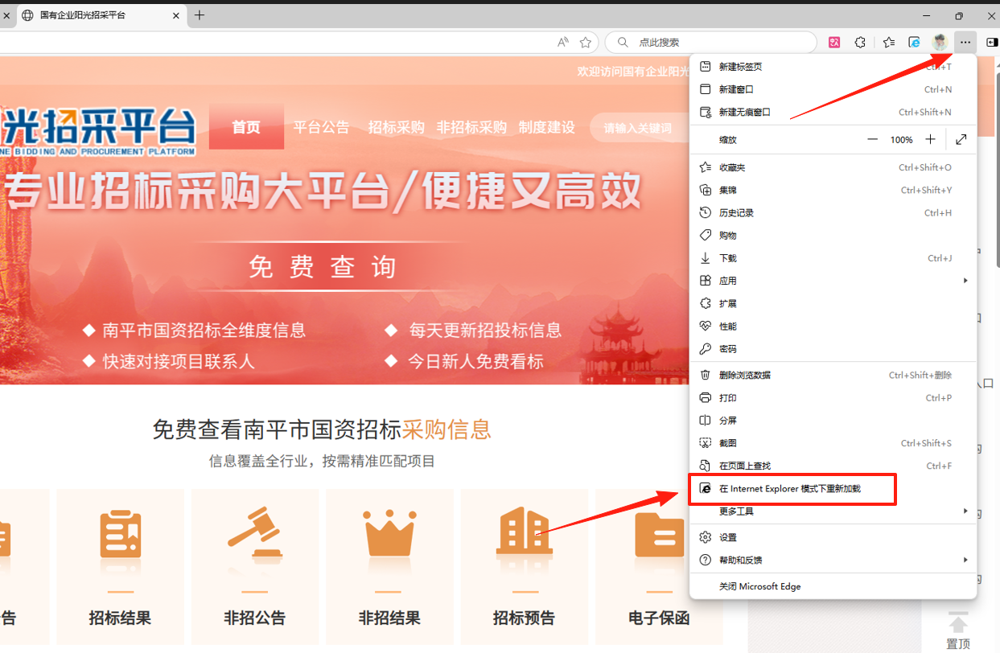 国有企业阳光招采平台
点此搜索
欢迎访问国有企业阳光
光招采平台
NE BIDDING AND PROCUREMENT PLATFORM
首页
平台公告
招标采购
非招标采购
制度建设
请输入关键词
专业招标采购大平台/便捷又高效
免费查询
南平市国资招标全维度信息
每天更新招投标信息
快速对接项目联系人
今日新人免费看标
免费查看南平市国资招标采购信息
信息覆盖全行业，按需精准匹配项目
告
招标结果
非招公告
非招结果
招标预告
电子保函
新建标签页 Ctrl+T
新建窗口 Ctrl+N
新建无痕窗口 Ctrl+Shift+N
缩放 100%
收藏夹 Ctrl+Shift+O
集锦 Ctrl+Shift+Y
历史记录 Ctrl+H
购物
下载 Ctrl+J
应用
扩展
性能
密码
删除浏览数据 Ctrl+Shift+删除
打印 Ctrl+P
分屏
截图 Ctrl+Shift+S
在页面上查找 Ctrl+F
在 Internet Explorer 模式下重新加载
更多工具
设置
帮助和反馈
关闭 Microsoft Edge
入口
置顶